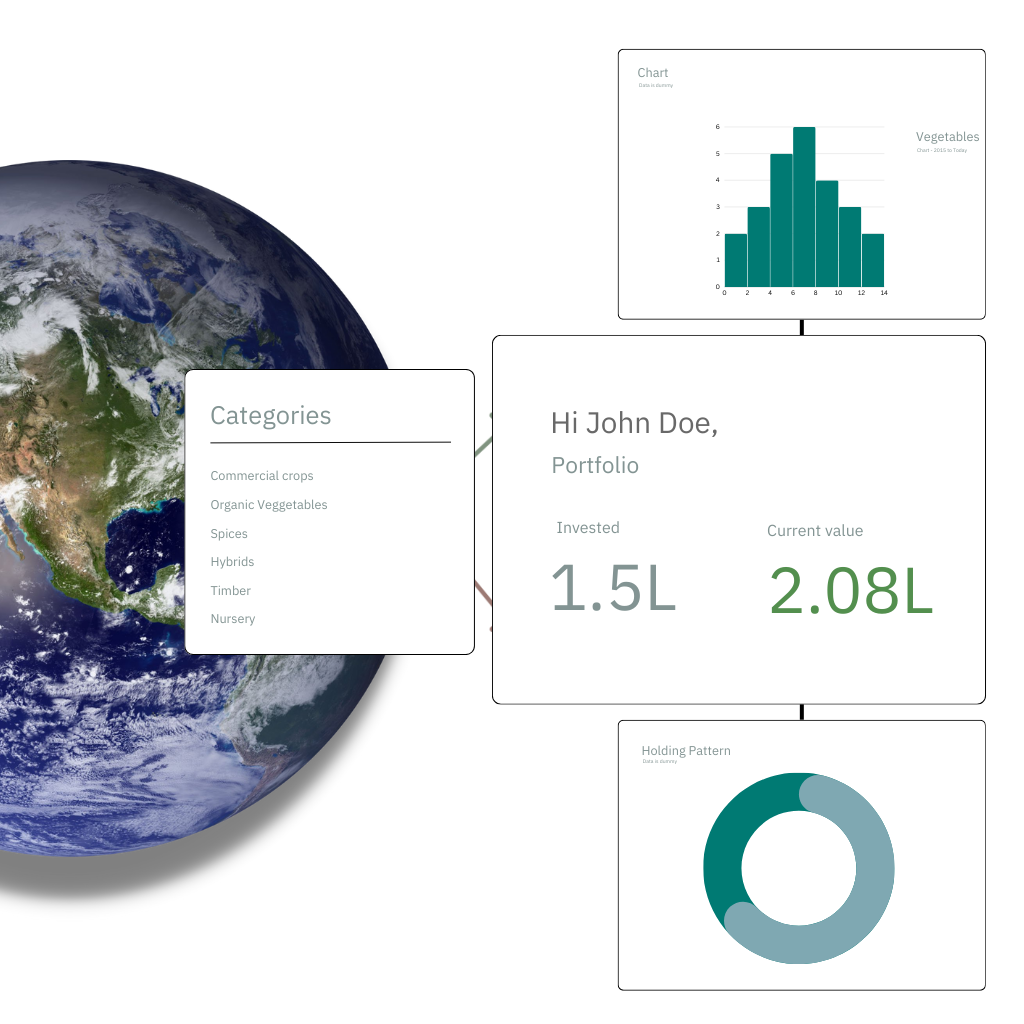 Chart
Data is dummy
Vegetables
Chart - 2015 to Today
6
5
4
3
2
1
0
0 2 4 6 8 10 12 14
Categories
Commercial crops
Organic Veggetables
Spices
Hybrids
Timber
Nursery
Hi John Doe,
Portfolio
Invested
Current value
1.5L
2.08L
Holding Pattern
Data is dummy